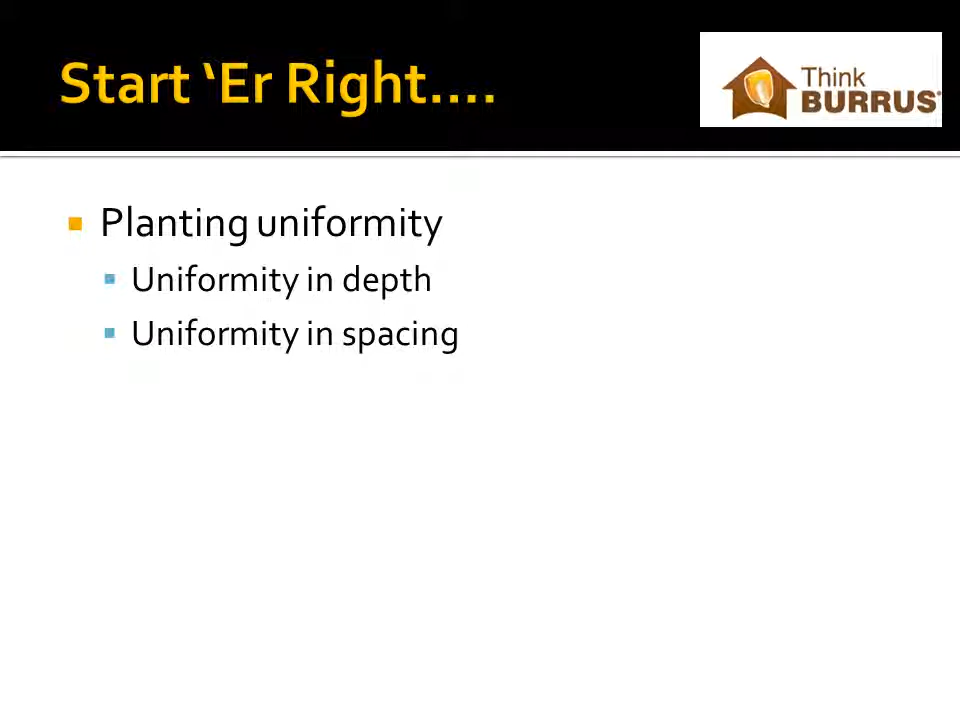 Start ‘Er Right....
Think
BURRUS
Planting uniformity
Uniformity in depth
Uniformity in spacing